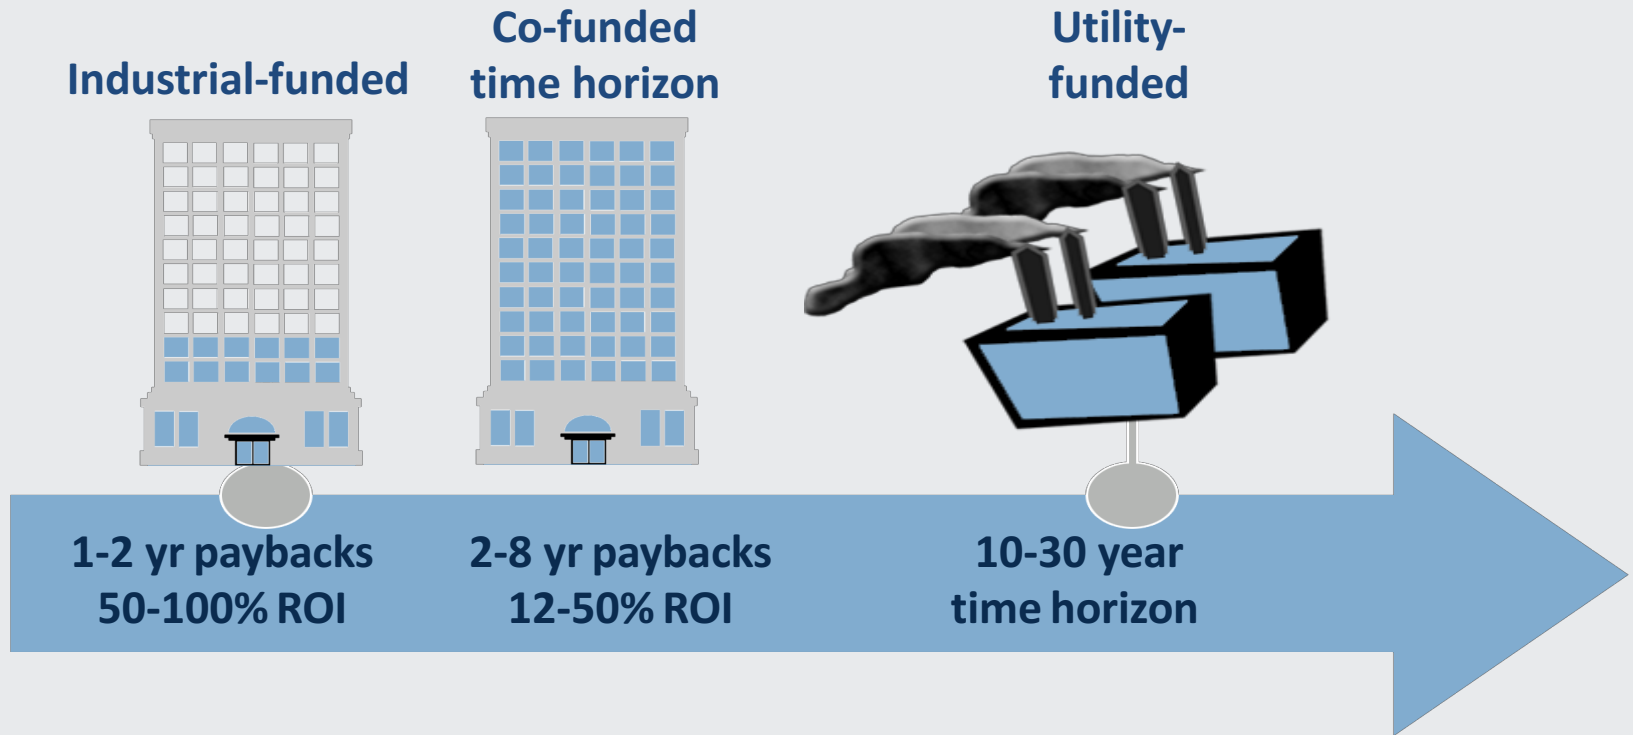 Industrial-funded
Co-funded
time horizon
Utility-
funded
1-2 yr paybacks
50-100% ROI
2-8 yr paybacks
12-50% ROI
10-30 year
time horizon